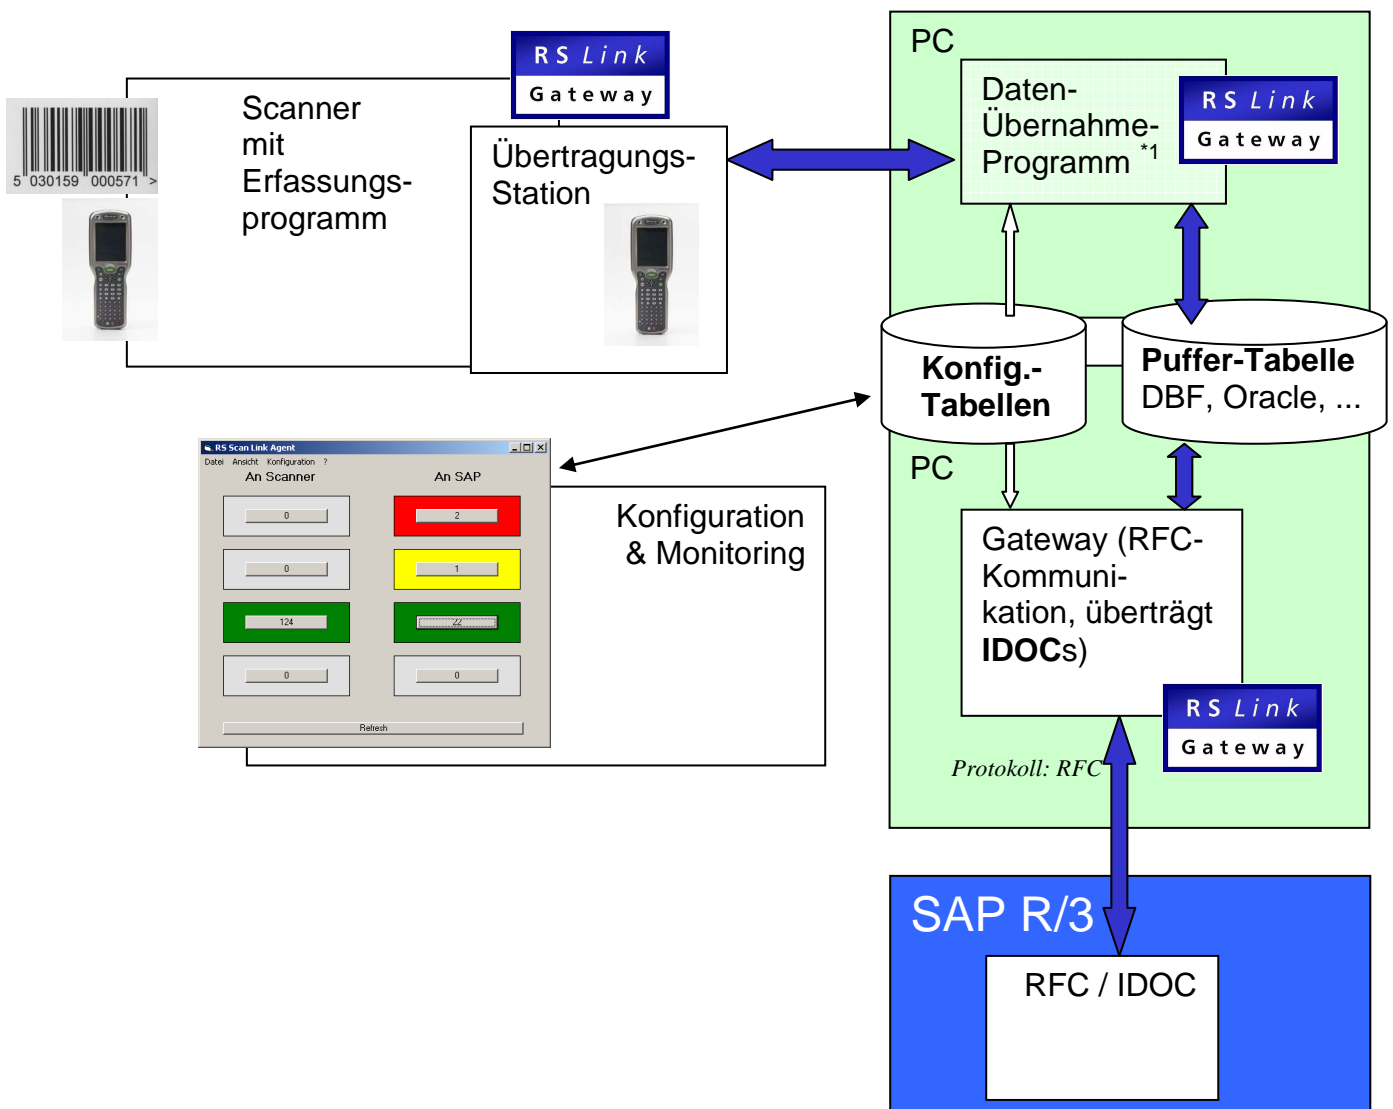 RS Link
Gateway
Scanner
mit
Erfassungs-
programm
5 030159 000571 >
Übertragungs-
Station
PC
Daten-
Übernahme-
Programm *1
RS Link
Gateway
Konfig.-
Tabellen
Puffer-Tabelle
DBF, Oracle, ...
RS Scan Link Agent
Datei Ansicht Konfiguration ?
An Scanner An SAP
0 2
0 1
124 22
0 0
Refresh
Konfiguration
& Monitoring
PC
Gateway (RFC-
Kommuni-
kation, überträgt
IDOCs)
RS Link
Gateway
Protokoll: RFC
SAP R/3
RFC / IDOC